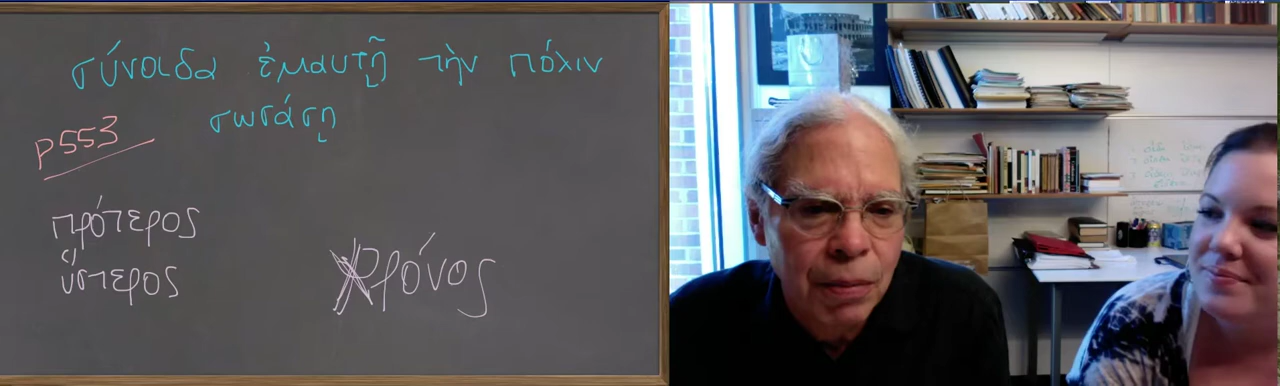 σύνοιδα ἐμαυτῇ τὴν πόλιν
σωσάσῃ
p553
πρότερος
ὕστερος
χρόνος